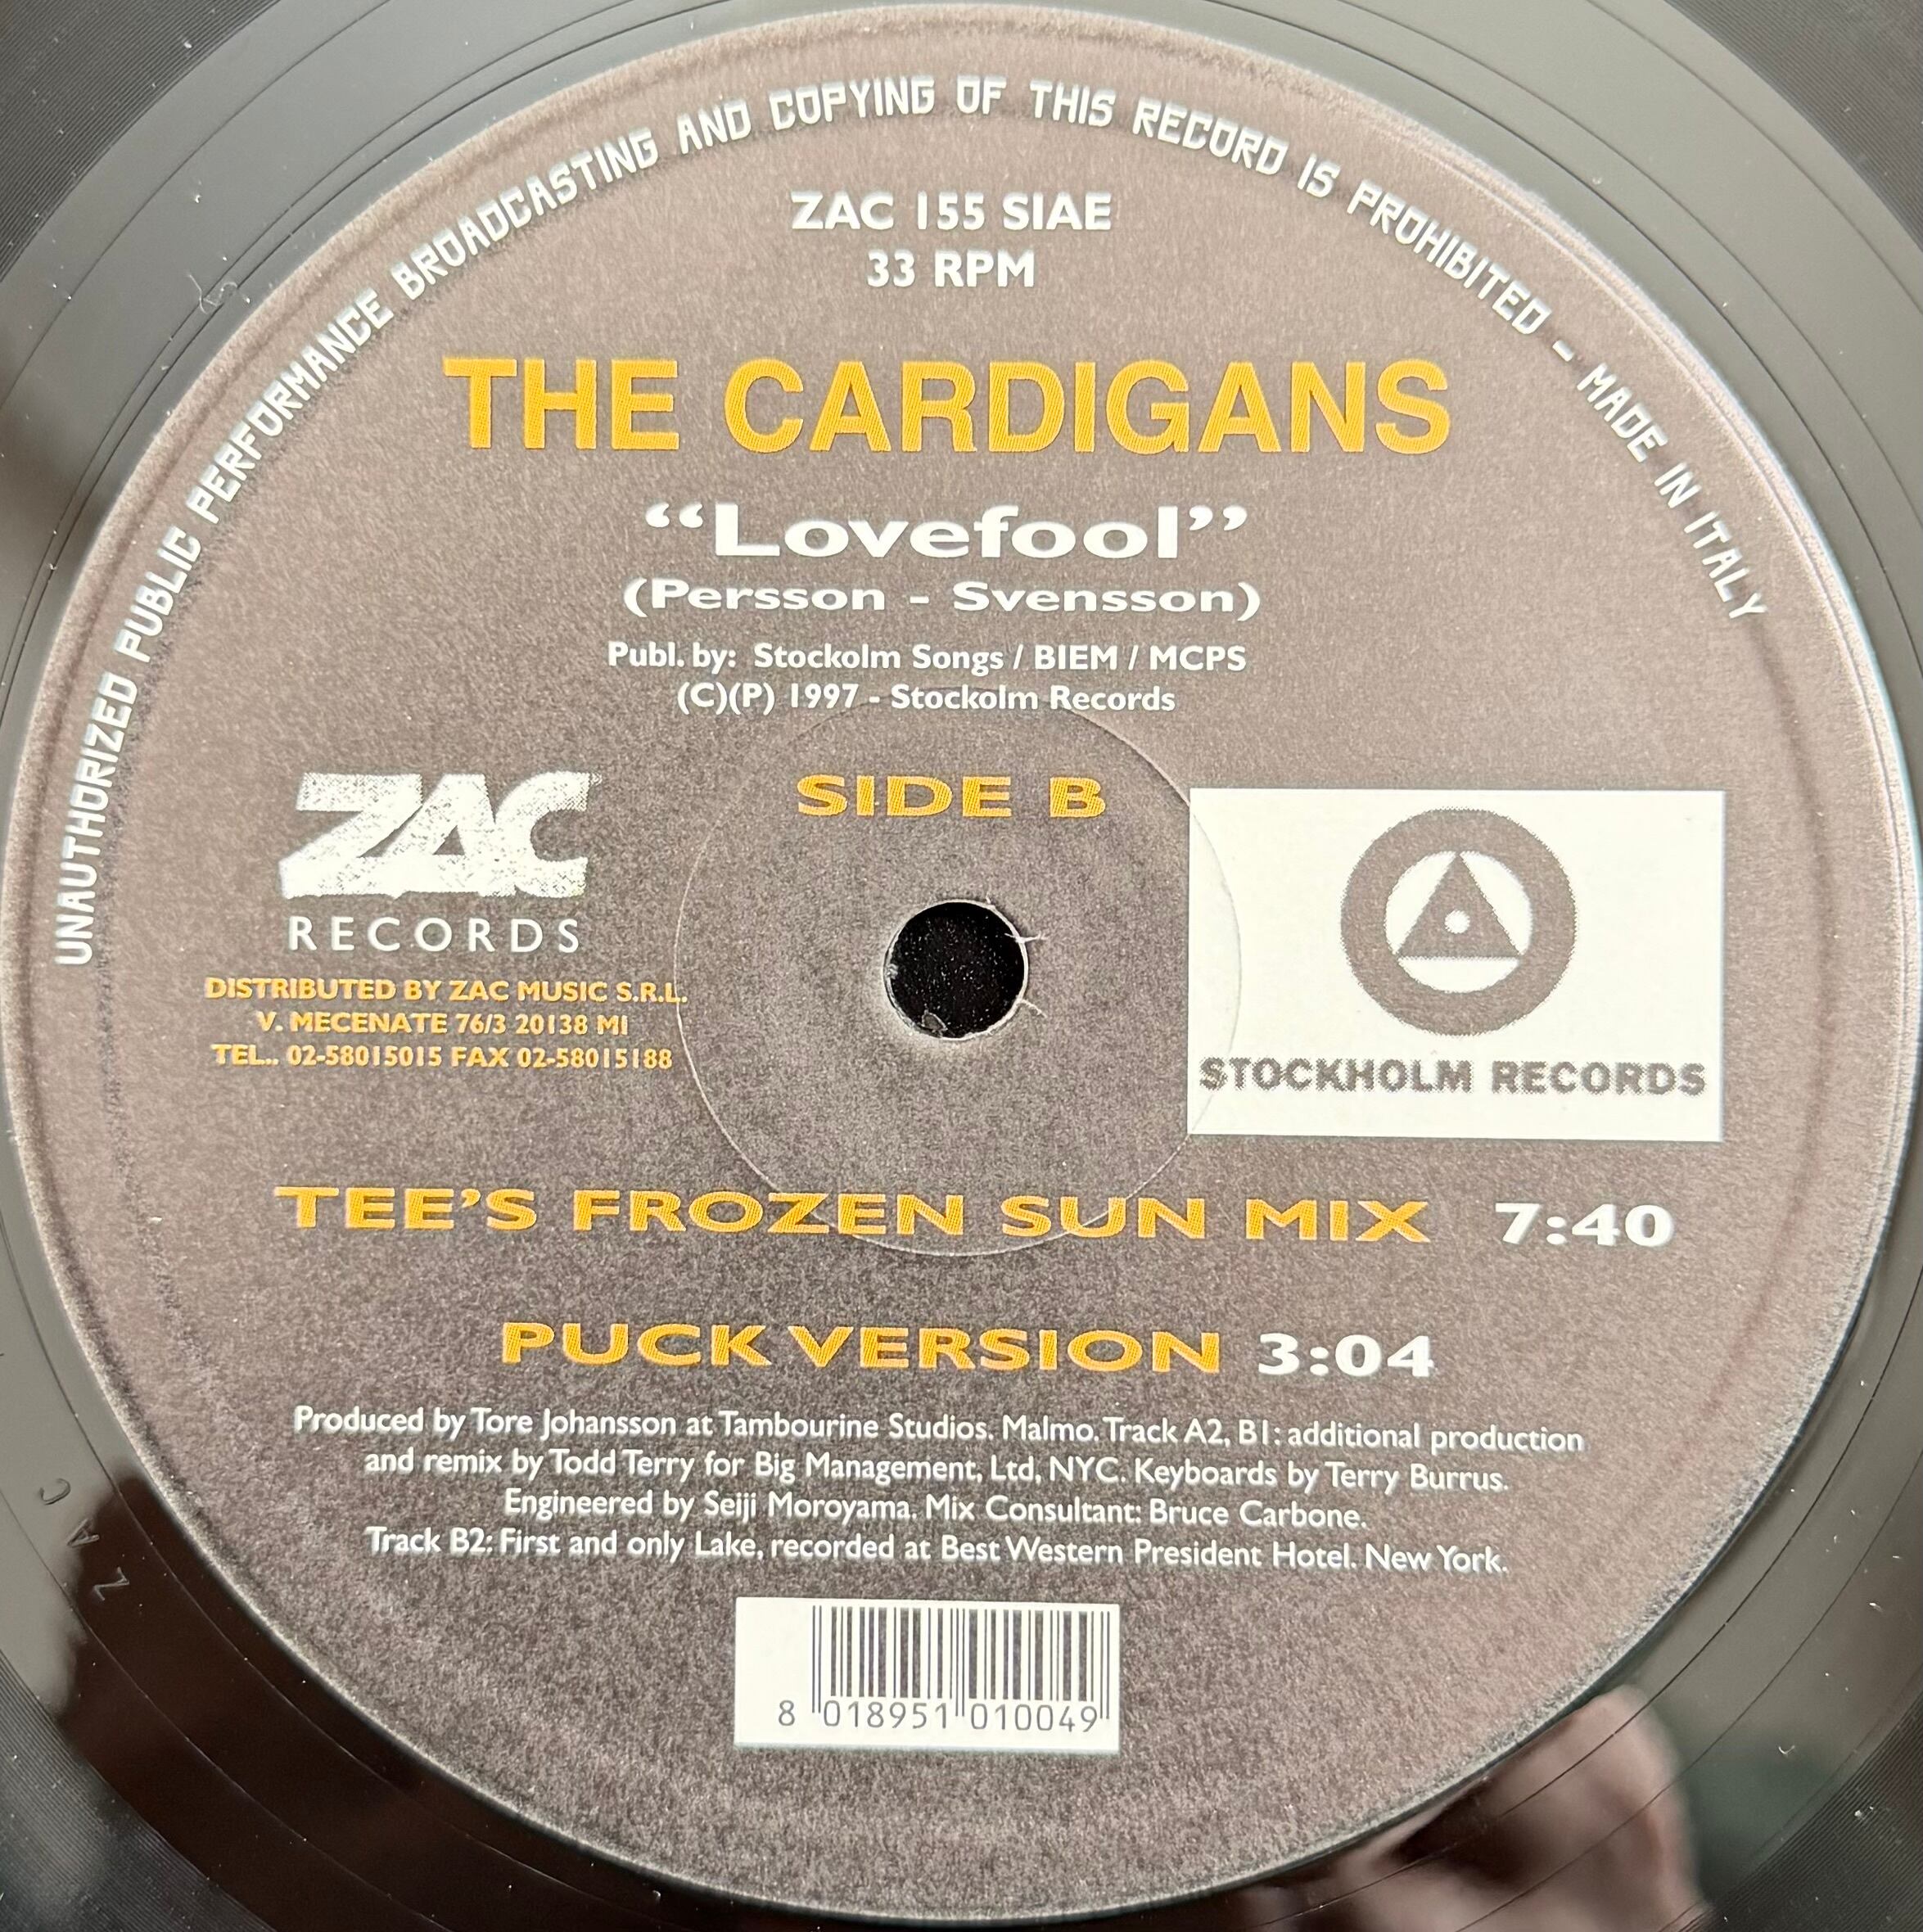 UNAUTHORIZED PUBLIC PERFORMANCE BROADCASTING AND COPYING OF THIS RECORD IS PROHIBITED - MADE IN ITALY
ZAC 155 SIAE
33 RPM
THE CARDIGANS
“Lovefool”
(Persson - Svensson)
Publ. by: Stockolm Songs / BIEM / MCPS
(C)(P) 1997 - Stockolm Records
SIDE B
ZAC
RECORDS
DISTRIBUTED BY ZAC MUSIC S.R.L.
V. MECENATE 76/3 20138 MI
TEL.. 02-58015015 FAX 02-58015188
STOCKHOLM RECORDS
TEE’S FROZEN SUN MIX 7:40
PUCK VERSION 3:04
Produced by Tore Johansson at Tambourine Studios. Malmo. Track A2, B1: additional production
and remix by Todd Terry for Big Management, Ltd, NYC. Keyboards by Terry Burrus.
Engineered by Seiji Moroyama. Mix Consultant: Bruce Carbone.
Track B2: First and only Lake, recorded at Best Western President Hotel. New York.
8 018951 010049
ZAC